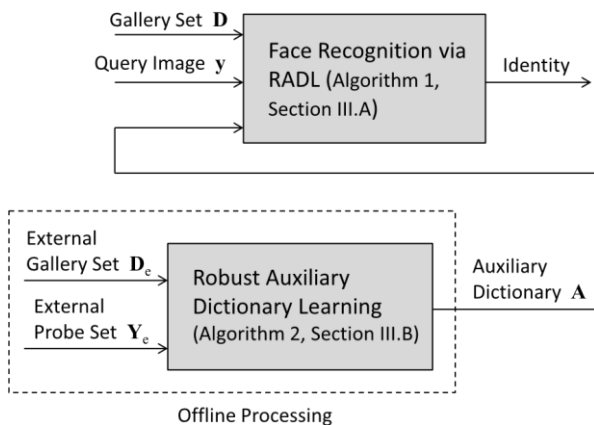 Gallery Set D
Query Image y
Face Recognition via
RADL (Algorithm 1,
Section III.A)
Identity
External
Gallery Set Dₑ
External
Probe Set Yₑ
Robust Auxiliary
Dictionary Learning
(Algorithm 2, Section III.B)
Auxiliary
Dictionary A
Offline Processing